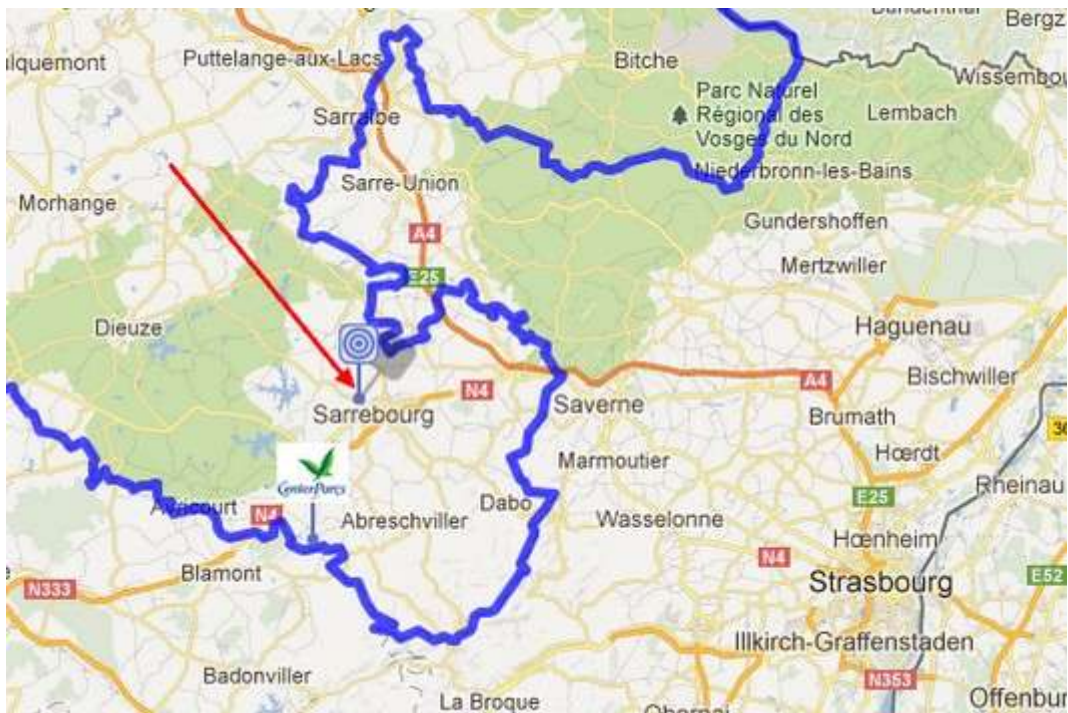 Puttelange-aux-Lacs
Bitche
Bergz
Wissembou
Parc Naturel
Régional des
Vosges du Nord
Lembach
Sarralbe
Niederbronn-les-Bains
Sarre-Union
Morhange
Gundershoffen
A4
Mertzwiller
E25
Dieuze
Haguenau
A4
Bischwiller
N4
Sarrebourg
Saverne
Brumath
36
Hœrdt
Marmoutier
CenterParcs
Rheinau
E25
Dabo
N4
Abreschviller
Wasselonne
Hœnheim
N4
Blamont
Strasbourg
E52
N333
Illkirch-Graffenstaden
Badonviller
N353
La Broque
Offenbur